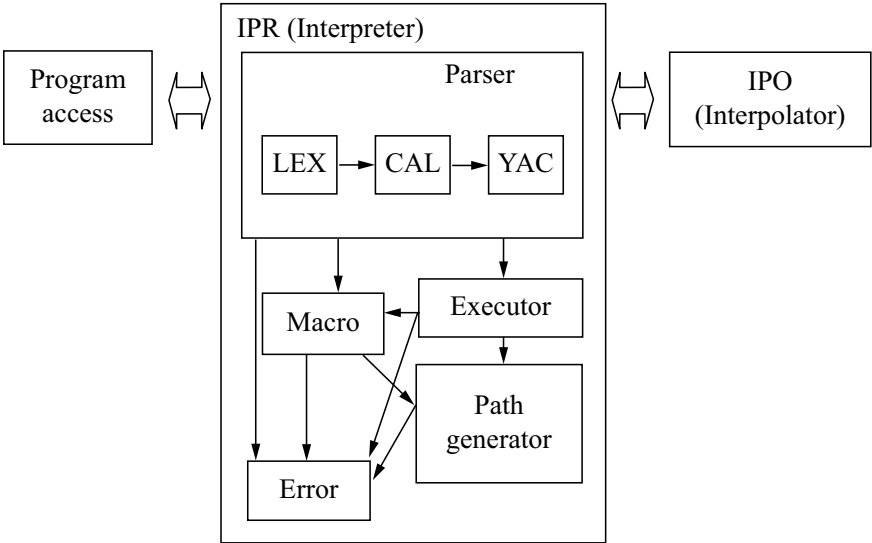 IPR (Interpreter)
Program
access
Parser
IPO
(Interpolator)
LEX
CAL
YAC
Macro
Executor
Path
generator
Error